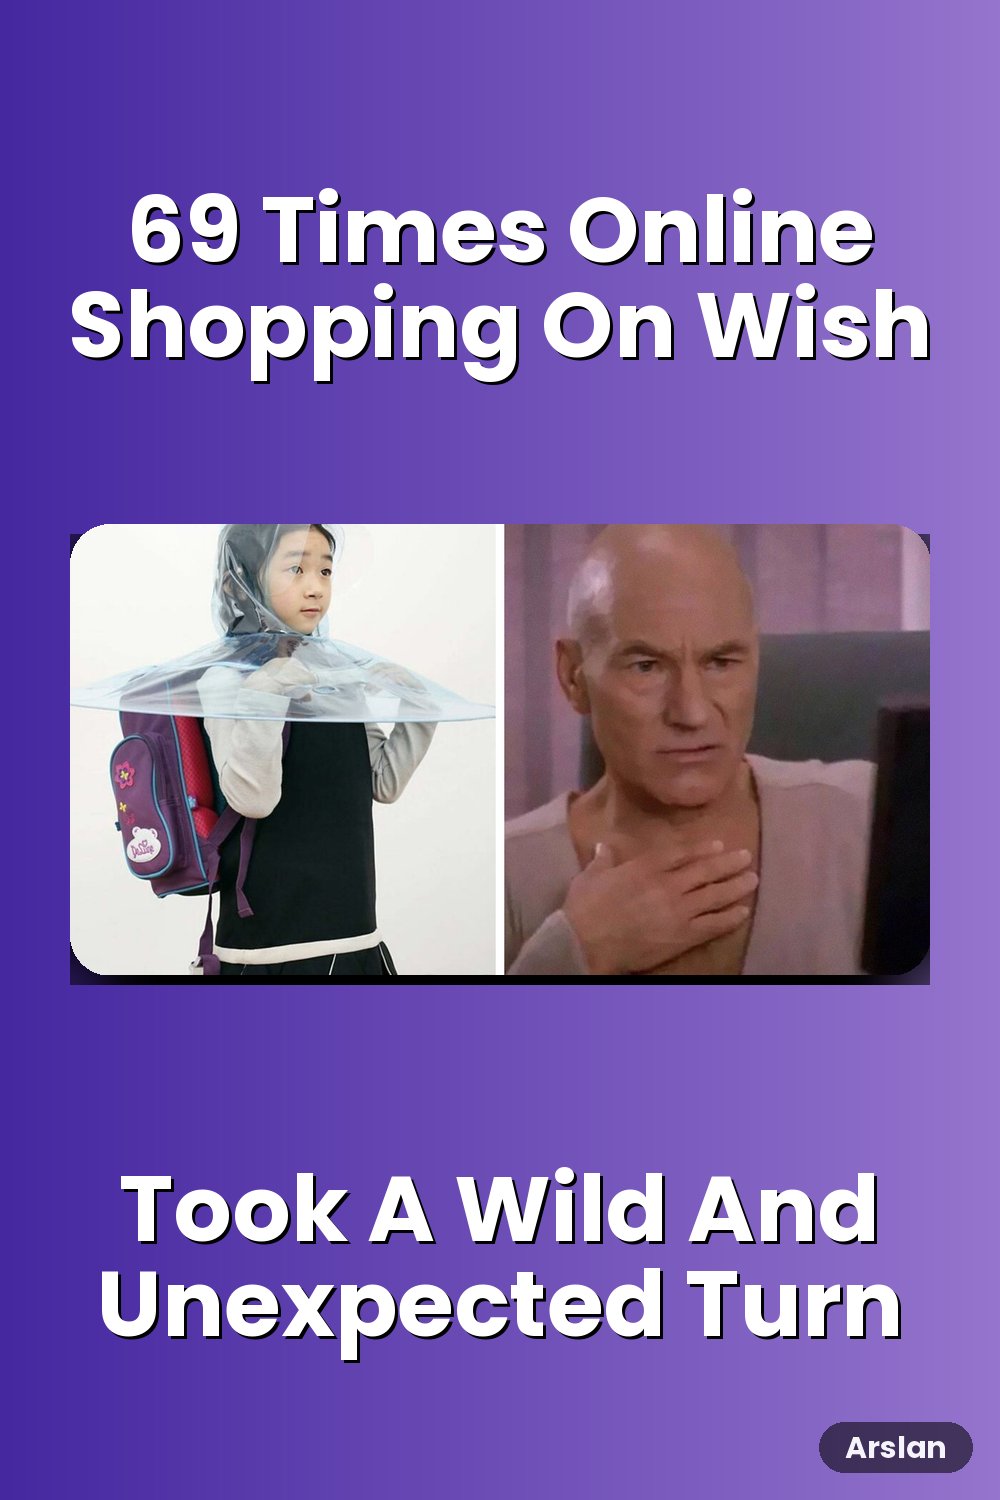 69 Times Online
Shopping On Wish
Took A Wild And
Unexpected Turn
Arslan